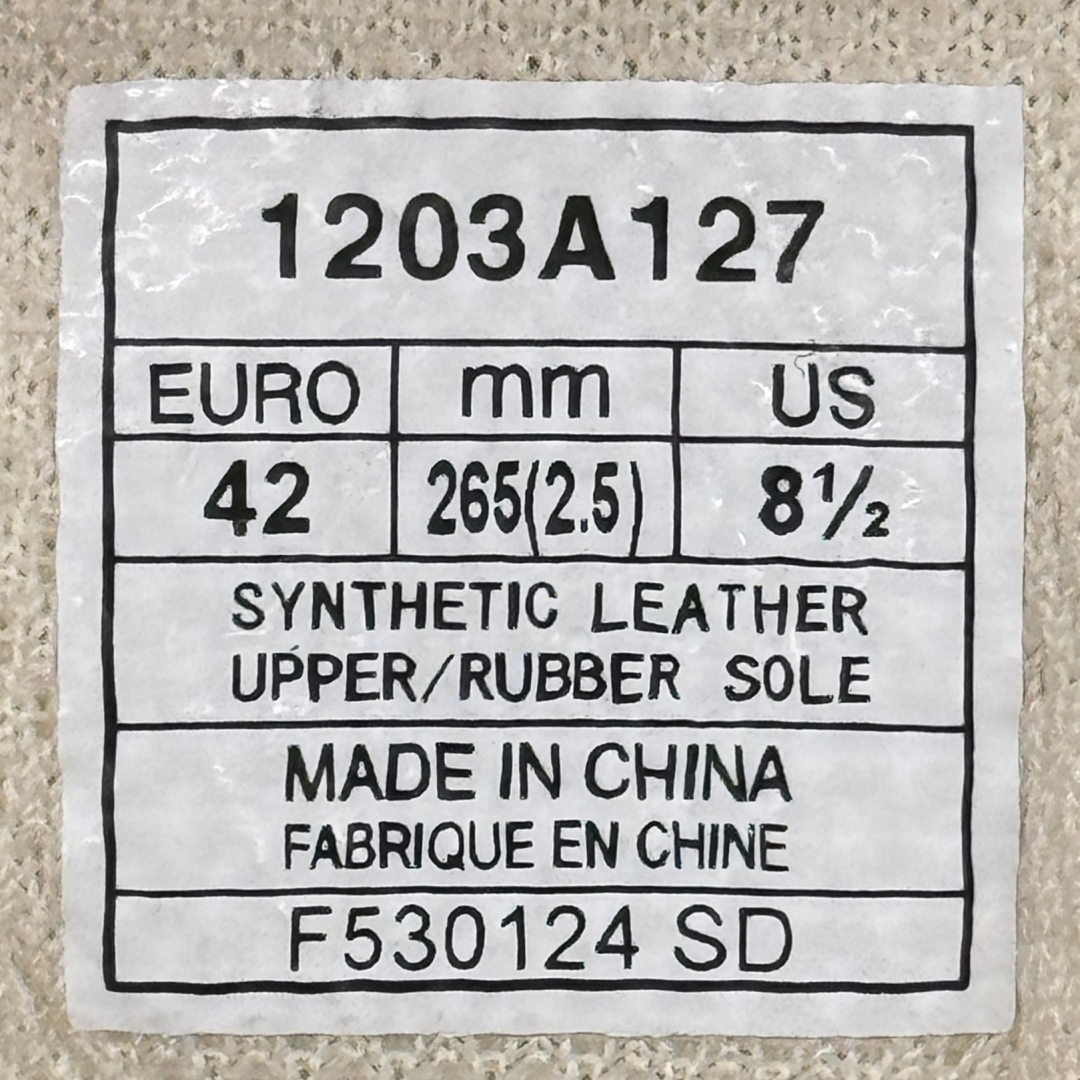 1203A127
EURO mm US
42 265(2.5) 8½
SYNTHETIC LEATHER
UPPER/RUBBER SOLE
MADE IN CHINA
FABRIQUE EN CHINE
F530124 SD